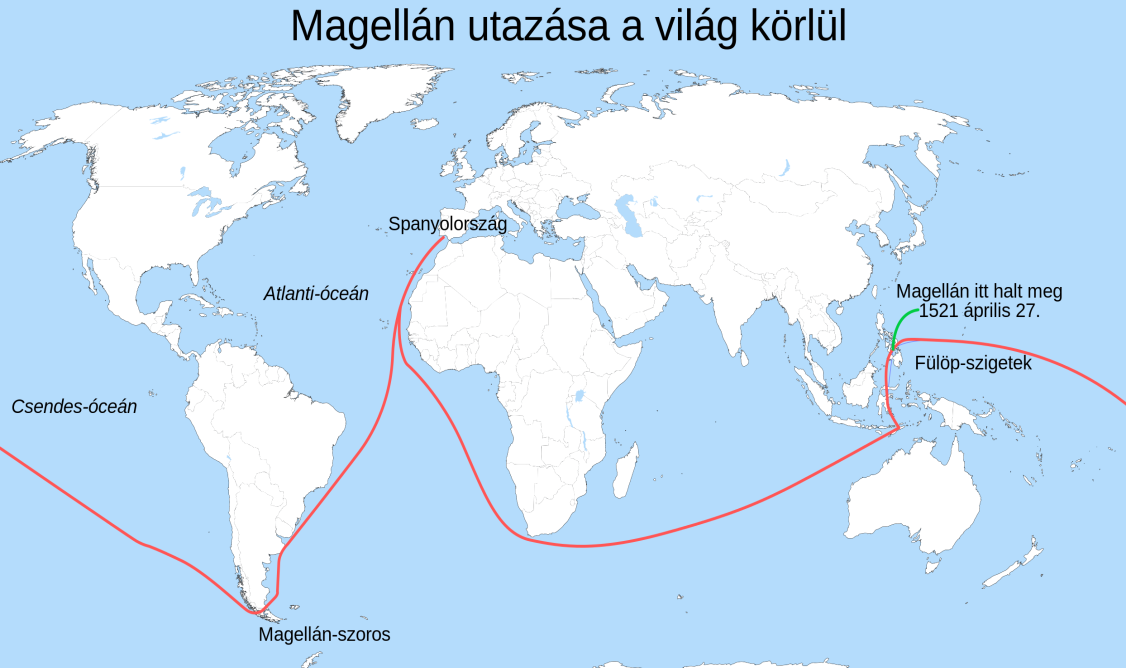 Magellán utazása a világ körlül
Spanyolország
Atlanti-óceán
Magellán itt halt meg
1521 április 27.
Fülöp-szigetek
Csendes-óceán
Magellán-szoros